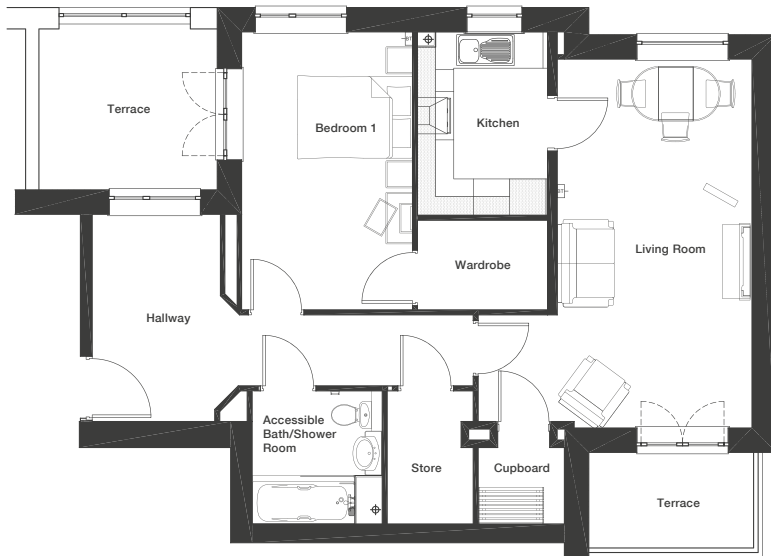 Terrace
Bedroom 1
Kitchen
Living Room
Wardrobe
Hallway
Accessible
Bath/Shower
Room
Store
Cupboard
Terrace